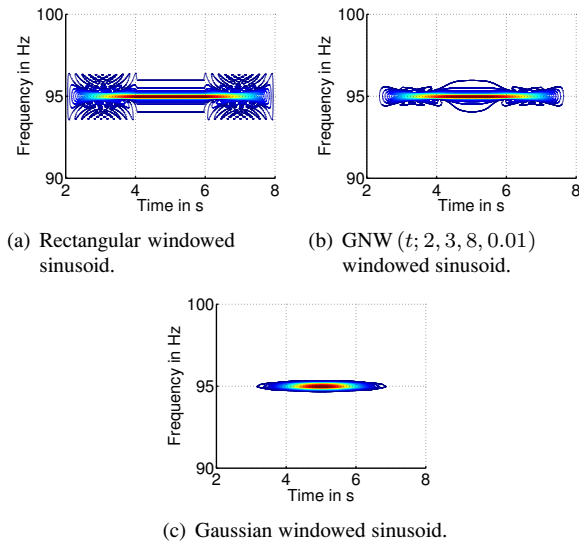 100
95
90
Frequency in Hz
2 4 6 8
Time in s
(a) Rectangular windowed
sinusoid.
100
95
90
Frequency in Hz
2 4 6 8
Time in s
(b) GNW (t; 2, 3, 8, 0.01)
windowed sinusoid.
100
95
90
Frequency in Hz
2 4 6 8
Time in s
(c) Gaussian windowed sinusoid.